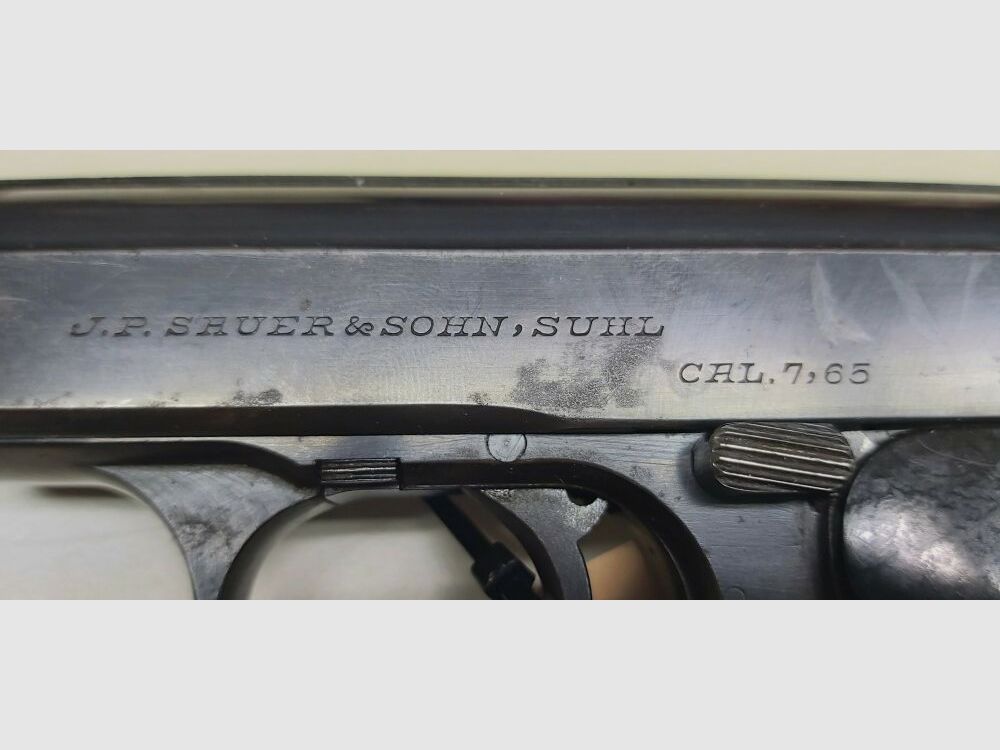 J.P. SAUER & SOHN, SUHL
CAL. 7,65